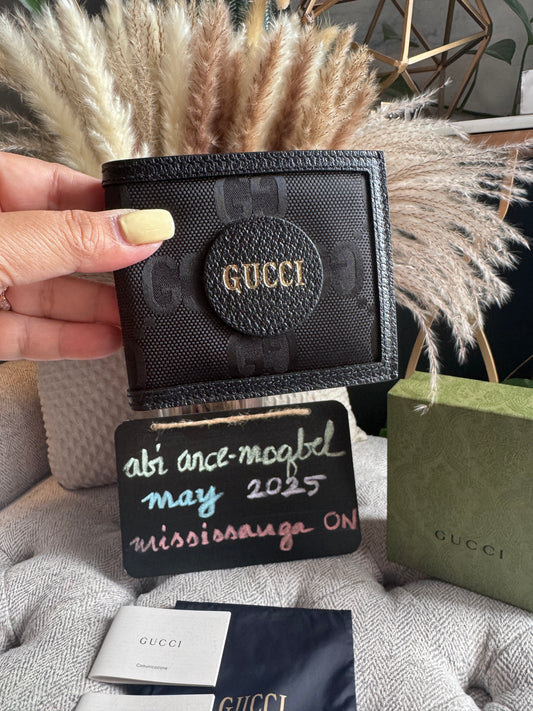 GUCCI
abi arce-moqbel
may 2025
mississauga ON
GUCCI
GUCCI
Comunicazione
GUCCI